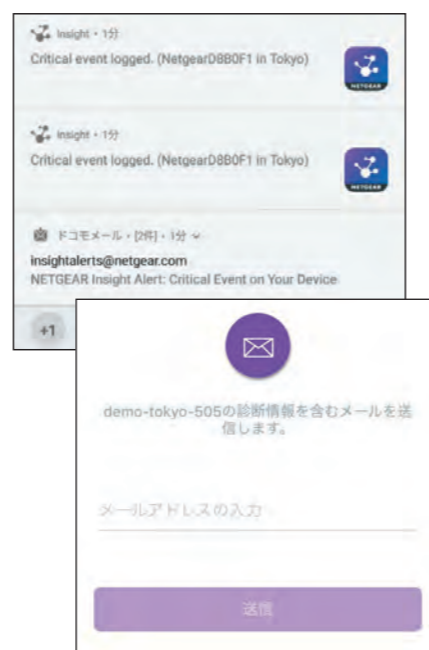 Insight・1分
Critical event logged. (NetgearD8B0F1 in Tokyo)
NETGEAR
Insight・1分
Critical event logged. (NetgearD8B0F1 in Tokyo)
NETGEAR
ドコモメール・[2件]・1分
insightalerts@netgear.com
NETGEAR Insight Alert: Critical Event on Your Device
+1
demo-tokyo-505の診断情報を含むメールを送
信します。
メールアドレスの入力
送信